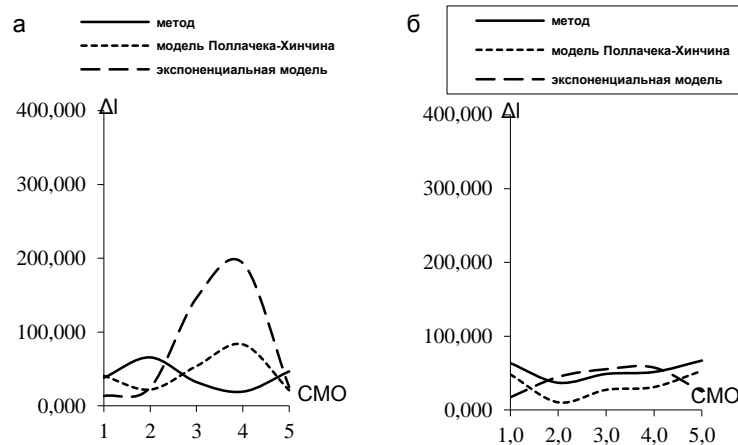 а
метод
модель Поллачека-Хинчина
экспоненциальная модель
400,000
ΔI
300,000
200,000
100,000
0,000
СМО
1 2 3 4 5
б
метод
модель Поллачека-Хинчина
экспоненциальная модель
400,000
ΔI
300,000
200,000
100,000
0,000
СМО
1,0 2,0 3,0 4,0 5,0